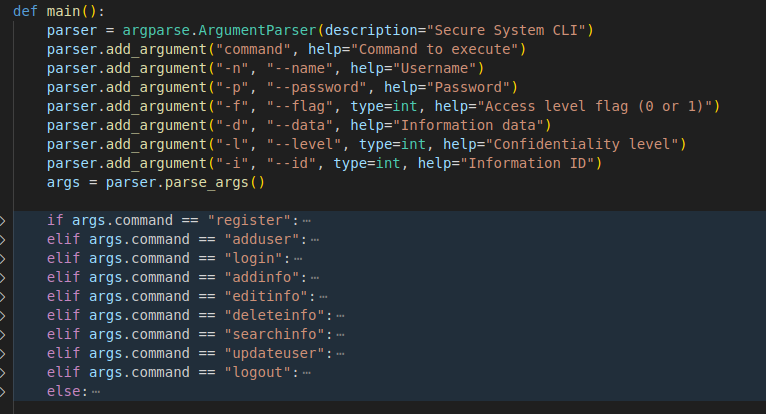 def main():
    parser = argparse.ArgumentParser(description="Secure System CLI")
    parser.add_argument("command", help="Command to execute")
    parser.add_argument("-n", "--name", help="Username")
    parser.add_argument("-p", "--password", help="Password")
    parser.add_argument("-f", "--flag", type=int, help="Access level flag (0 or 1)")
    parser.add_argument("-d", "--data", help="Information data")
    parser.add_argument("-l", "--level", type=int, help="Confidentiality level")
    parser.add_argument("-i", "--id", type=int, help="Information ID")
    args = parser.parse_args()
    if args.command == "register":⋯
    elif args.command == "adduser":⋯
    elif args.command == "login":⋯
    elif args.command == "addinfo":⋯
    elif args.command == "editinfo":⋯
    elif args.command == "deleteinfo":⋯
    elif args.command == "searchinfo":⋯
    elif args.command == "updateuser":⋯
    elif args.command == "logout":⋯
    else:⋯